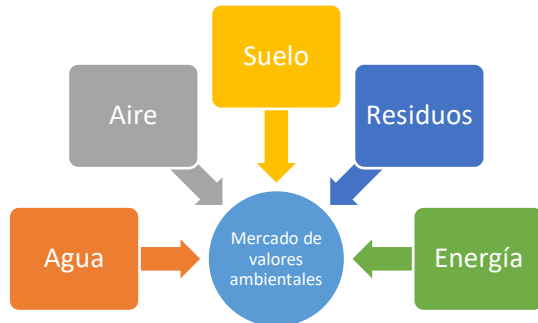 Suelo
Aire
Residuos
Agua
Mercado de
valores
ambientales
Energía